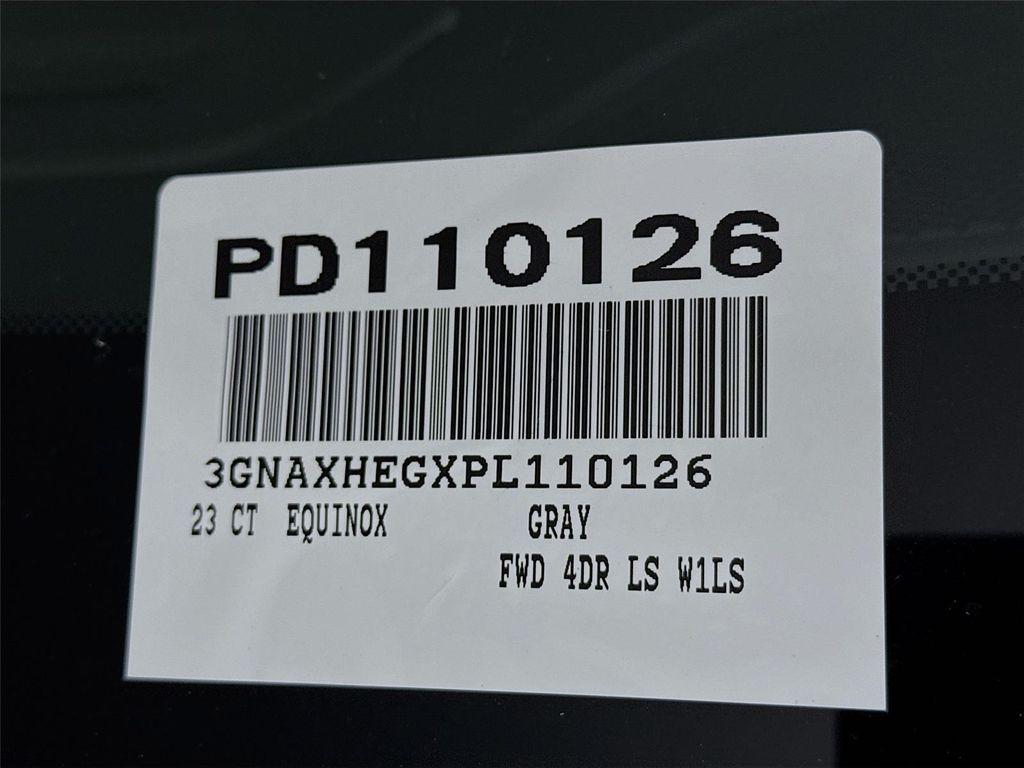 PD110126
3GNAXHEGXPL110126
23 CT EQUINOX GRAY
FWD 4DR LS W1LS